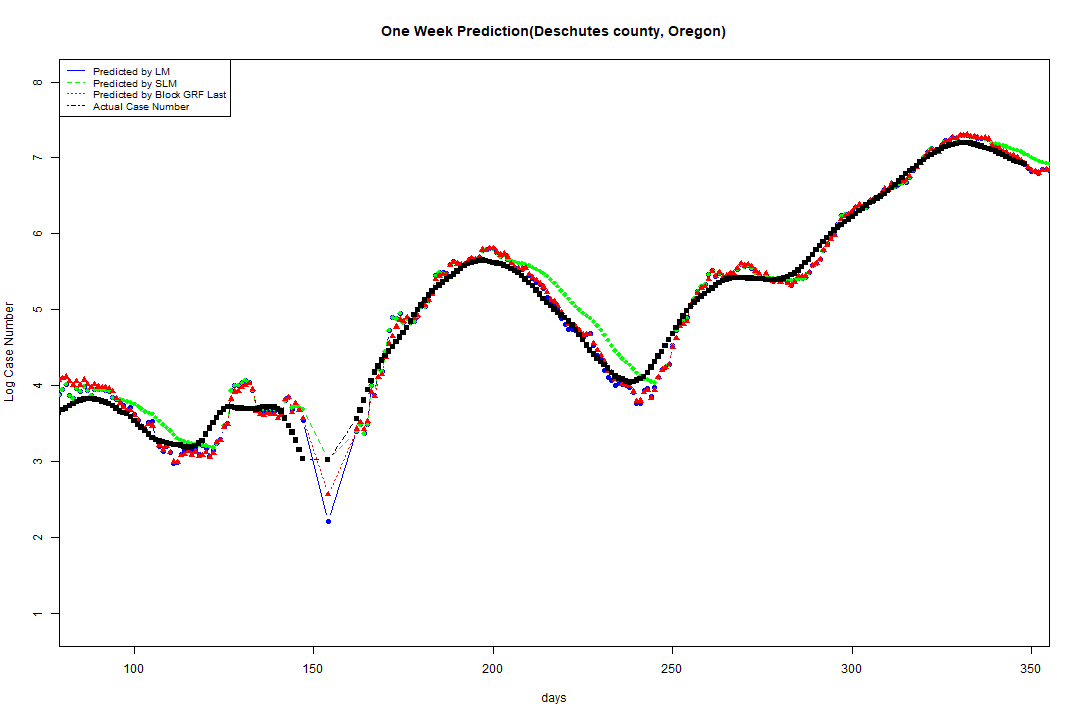 One Week Prediction(Deschutes county, Oregon)
Predicted by LM
Predicted by SLM
Predicted by Block GRF Last
Actual Case Number
8
7
6
5
4
3
2
1
Log Case Number
100 150 200 250 300 350
days